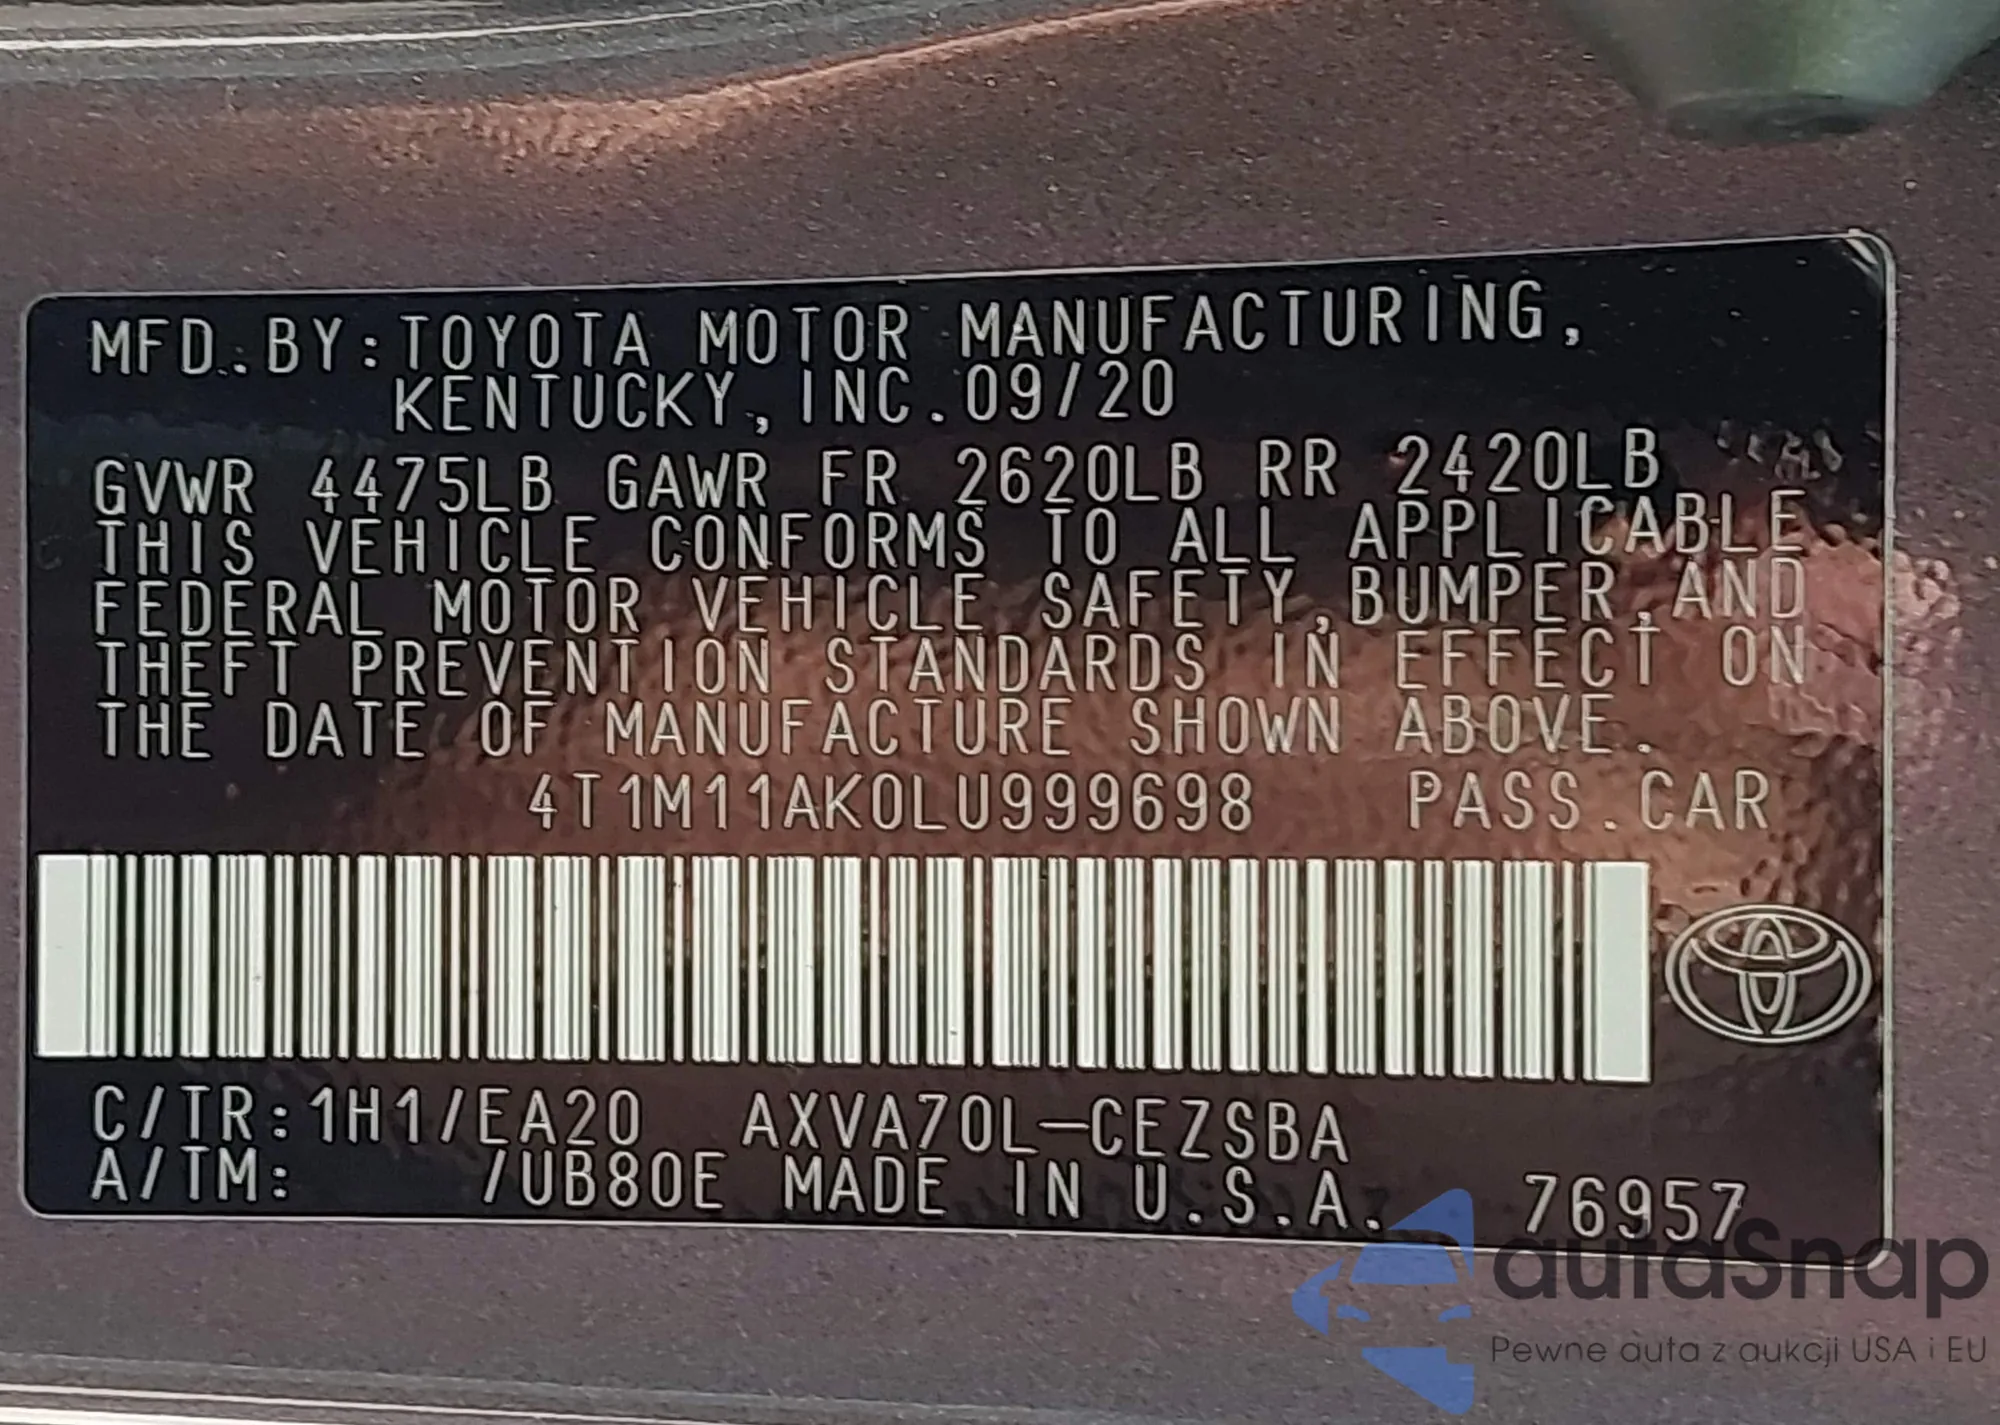 MFD. BY: TOYOTA MOTOR MANUFACTURING,
KENTUCKY, INC. 09/20
GVWR 4475LB GAWR FR 2620LB RR 2420LB
THIS VEHICLE CONFORMS TO ALL APPLICABLE
FEDERAL MOTOR VEHICLE SAFETY, BUMPER, AND
THEFT PREVENTION STANDARDS IN EFFECT ON
THE DATE OF MANUFACTURE SHOWN ABOVE.
4T1M11AK0LU999698 PASS. CAR
C/TR: 1H1/EA20 AXVA70L-CEZSBA
A/TM: /UB80E MADE IN U.S.A. 76957
autaSnap
Pewne auta z aukcji USA i EU